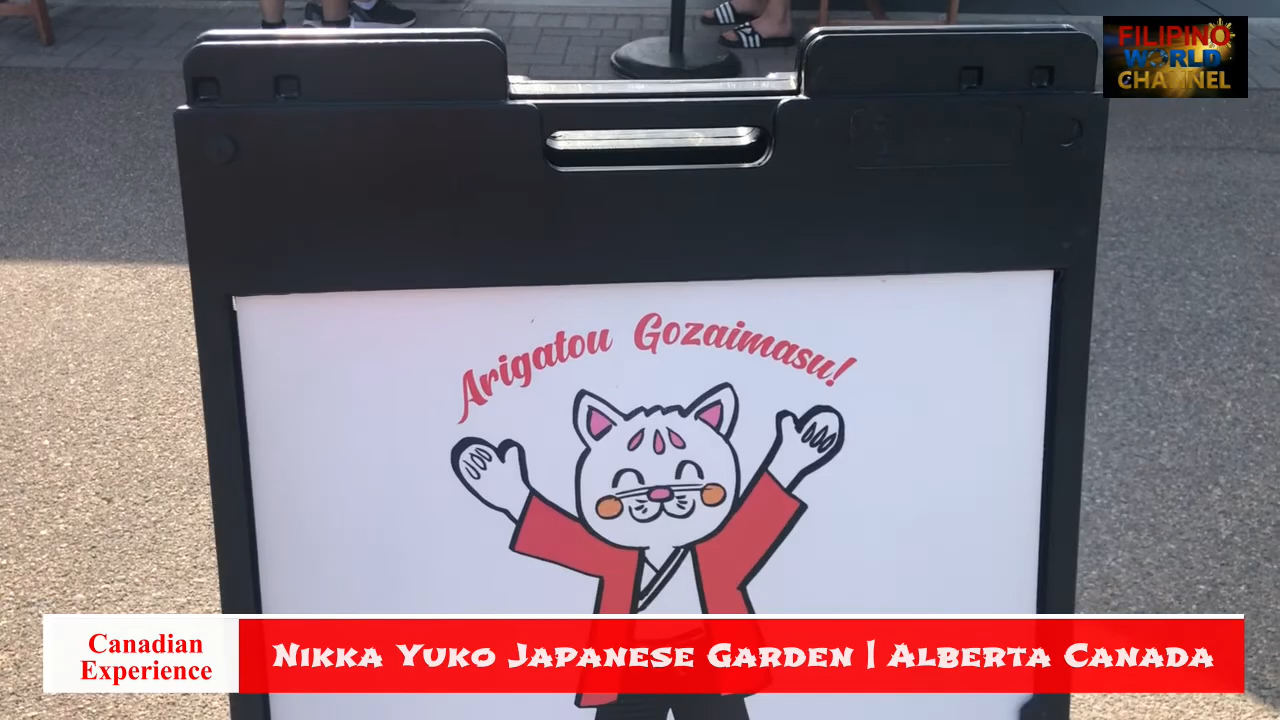 FILIPINO
WORLD
CHANNEL
Arigatou Gozaimasu!
Canadian
Experience
Nikka Yuko Japanese Garden | Alberta Canada